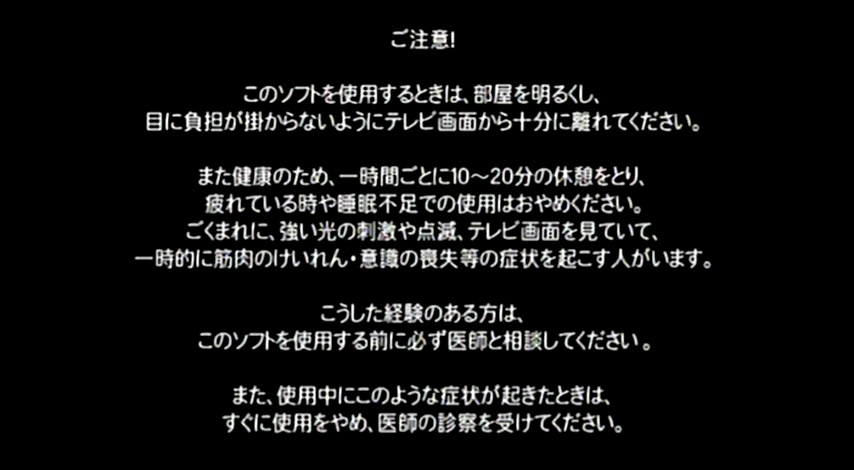 ご注意!
このソフトを使用するときは、部屋を明るくし、
目に負担が掛からないようにテレビ画面から十分に離れてください。
また健康のため、一時間ごとに10～20分の休憩をとり、
疲れている時や睡眠不足での使用はおやめください。
ごくまれに、強い光の刺激や点滅、テレビ画面を見ていて、
一時的に筋肉のけいれん・意識の喪失等の症状を起こす人がいます。
こうした経験のある方は、
このソフトを使用する前に必ず医師と相談してください。
また、使用中にこのような症状が起きたときは、
すぐに使用をやめ、医師の診察を受けてください。